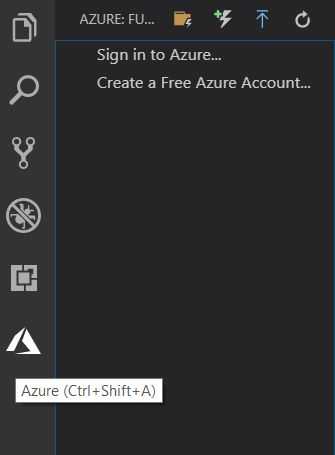 AZURE: FU...
Sign in to Azure...
Create a Free Azure Account...
Azure (Ctrl+Shift+A)